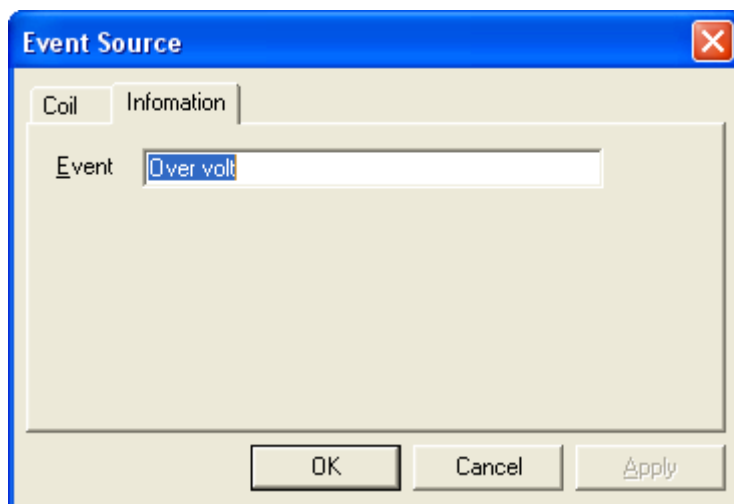 Event Source
Coil
Infomation
Event
Over volt
OK
Cancel
Apply